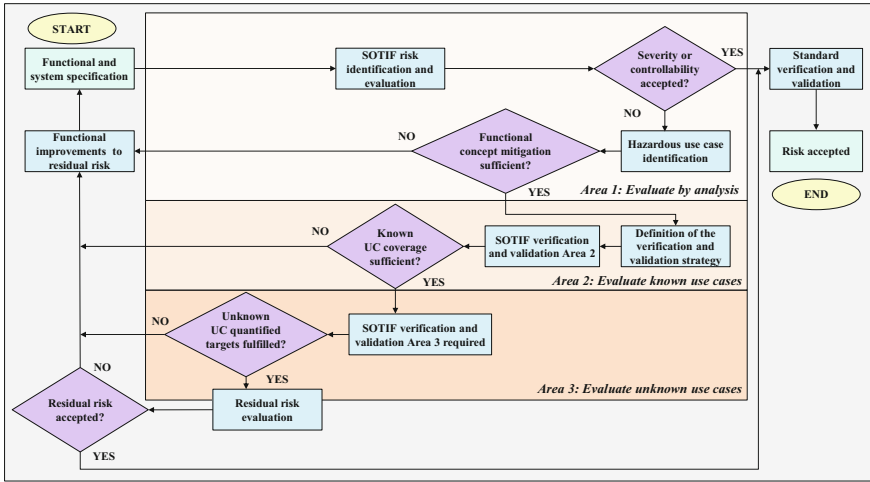 START
Functional and
system specification
SOTIF risk
identification and
evaluation
Severity or
controllability
accepted?
YES
Standard
verification and
validation
NO
Functional
improvements to
residual risk
NO
Functional
concept mitigation
sufficient?
Hazardous use case
identification
Risk accepted
YES
Area 1: Evaluate by analysis
END
NO
Known
UC coverage
sufficient?
SOTIF verification
and validation Area 2
Definition of the
verification and
validation strategy
YES
Area 2: Evaluate known use cases
NO
Unknown
UC quantified
targets fulfilled?
SOTIF verification and
validation Area 3 required
NO
YES
Area 3: Evaluate unknown use cases
Residual risk
accepted?
Residual risk
evaluation
YES